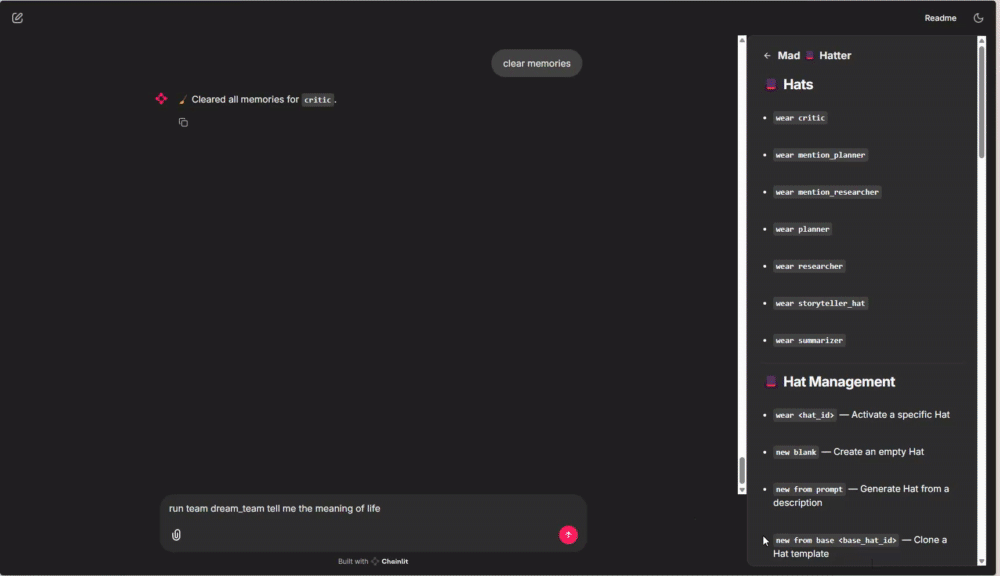 Readme
clear memories
Cleared all memories for critic.
run team dream_team tell me the meaning of life
Built with Chainlit
Mad Hatter
Hats
wear critic
wear mention_planner
wear mention_researcher
wear planner
wear researcher
wear storyteller_hat
wear summarizer
Hat Management
wear <hat_id> — Activate a specific Hat
new blank — Create an empty Hat
new from prompt — Generate Hat from a
description
new from base <base_hat_id> — Clone a
Hat template